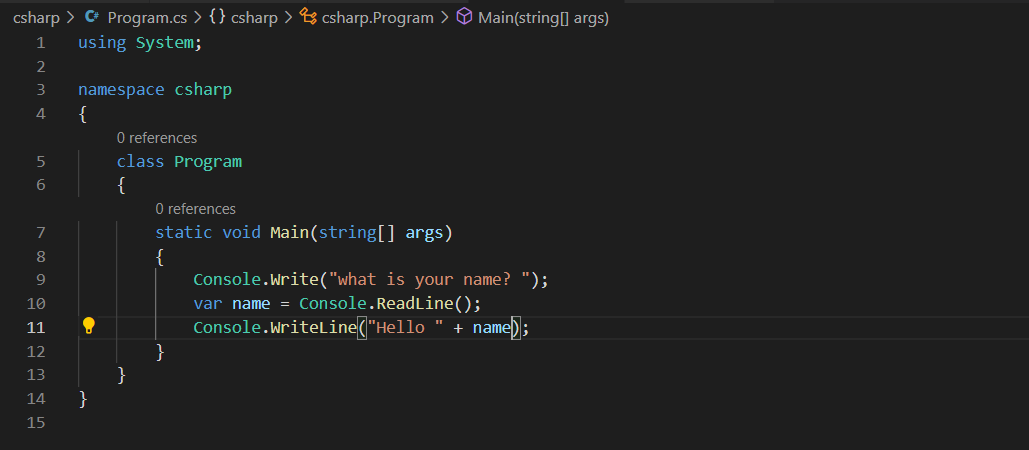 csharp > Program.cs > {} csharp > csharp.Program > Main(string[] args)
1 using System;
2
3 namespace csharp
4 {
0 references
5 class Program
6 {
0 references
7 static void Main(string[] args)
8 {
9 Console.Write("what is your name? ");
10 var name = Console.ReadLine();
11 Console.WriteLine("Hello " + name);
12 }
13 }
14 }
15